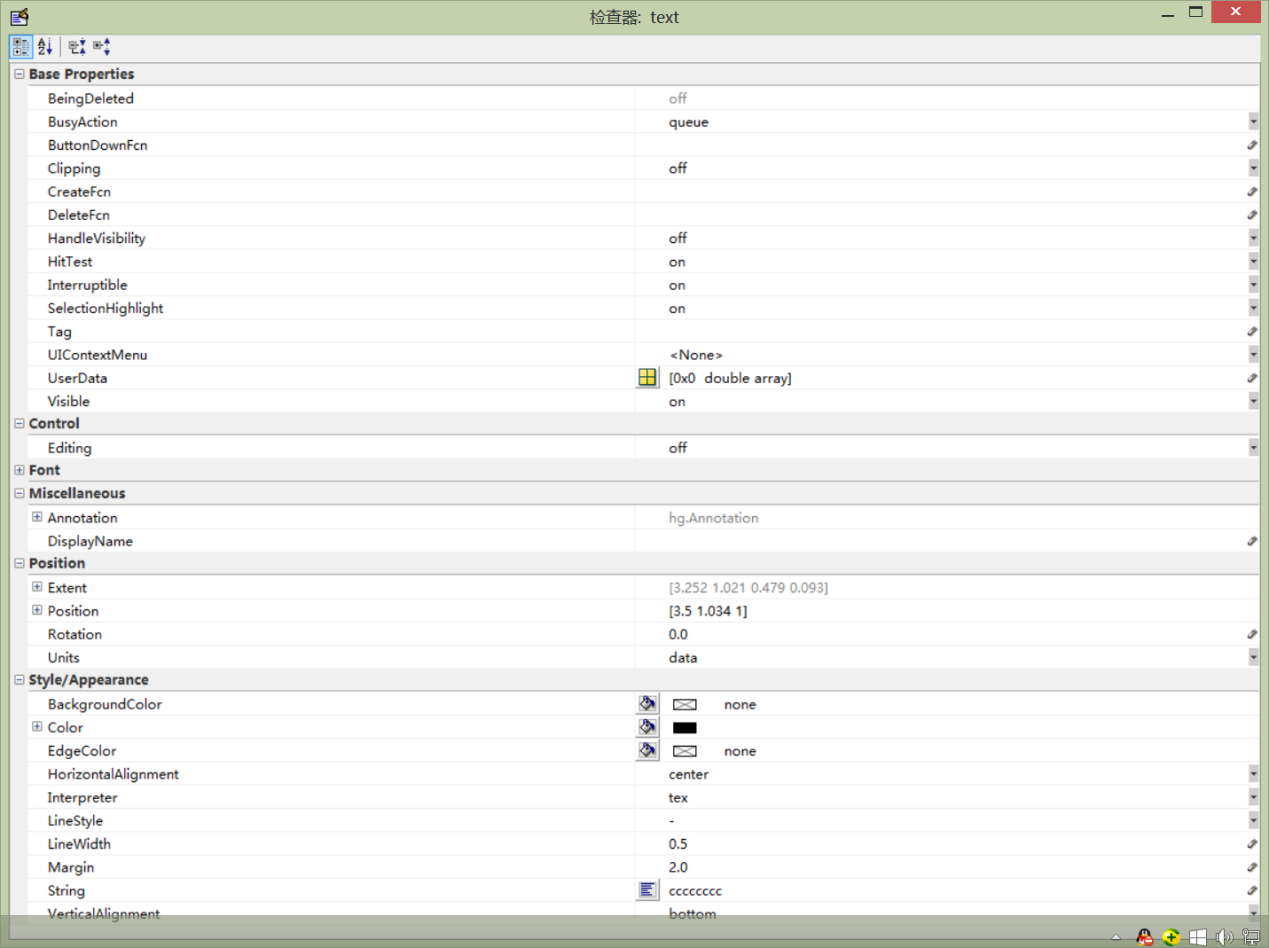 检查器: text
Base Properties
BeingDeleted off
BusyAction queue
ButtonDownFcn
Clipping off
CreateFcn
DeleteFcn
HandleVisibility off
HitTest on
Interruptible on
SelectionHighlight on
Tag
UIContextMenu <None>
UserData [0x0 double array]
Visible on
Control
Editing off
Font
Miscellaneous
Annotation hg.Annotation
DisplayName
Position
Extent [3.252 1.021 0.479 0.093]
Position [3.5 1.034 1]
Rotation 0.0
Units data
Style/Appearance
BackgroundColor none
Color
EdgeColor none
HorizontalAlignment center
Interpreter tex
LineStyle -
LineWidth 0.5
Margin 2.0
String cccccccc
VerticalAlignment bottom